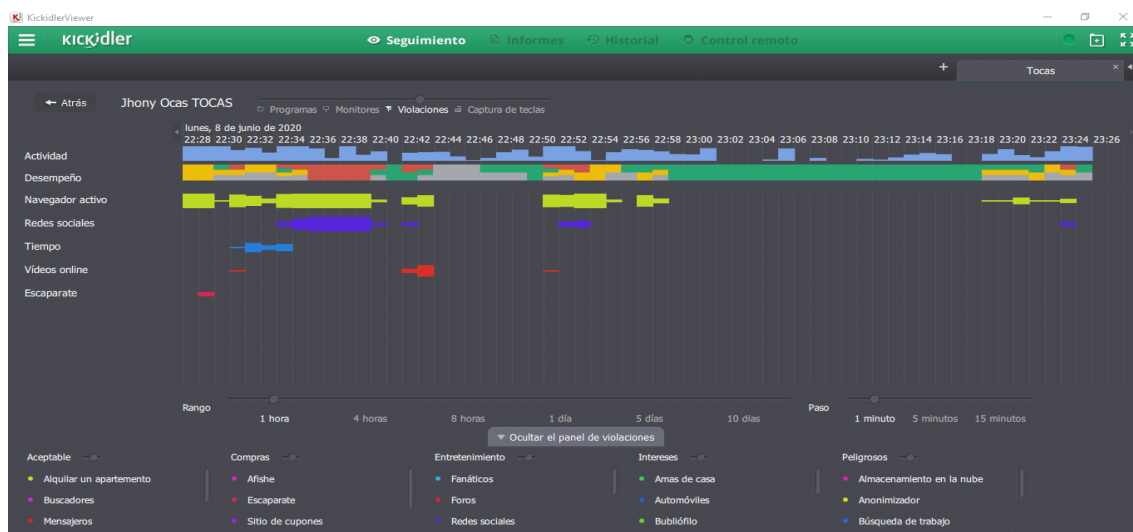 KickidlerViewer
KICKidler
Seguimiento Informes Historial Control remoto
+ Tocas
Atrás Jhony Ocas TOCAS
Programas Monitores Violaciones Captura de teclas
lunes, 8 de junio de 2020
22:28 22:30 22:32 22:34 22:36 22:38 22:40 22:42 22:44 22:46 22:48 22:50 22:52 22:54 22:56 22:58 23:00 23:02 23:04 23:06 23:08 23:10 23:12 23:14 23:16 23:18 23:20 23:22 23:24 23:26
Actividad
Desempeño
Navegador activo
Redes sociales
Tiempo
Vídeos online
Escaparate
Rango Paso
1 hora 4 horas 8 horas 1 día 5 días 10 días 1 minuto 5 minutos 15 minutos
Ocultar el panel de violaciones
Aceptable Compras Entretenimiento Intereses Peligrosos
Alquilar un apartamento Afishe Fanáticos Amas de casa Almacenamiento en la nube
Buscadores Escaparate Foros Automóviles Anonimizador
Mensajeros Sitio de cupones Redes sociales Bubliófilo Búsqueda de trabajo